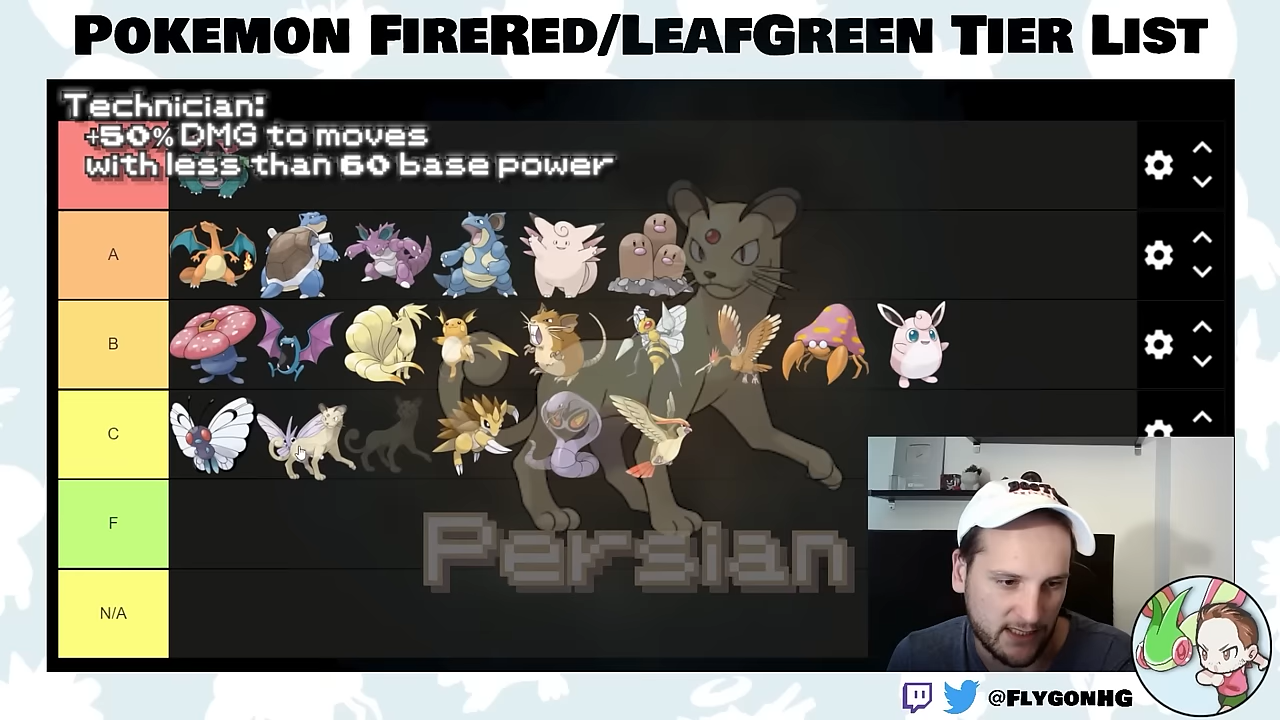 POKEMON FIRERED/LEAFGREEN TIER LIST
Technician:
+50% DMG to moves
with less than 60 base power
A
B
C
F
N/A
Persian
@FLYGONHG